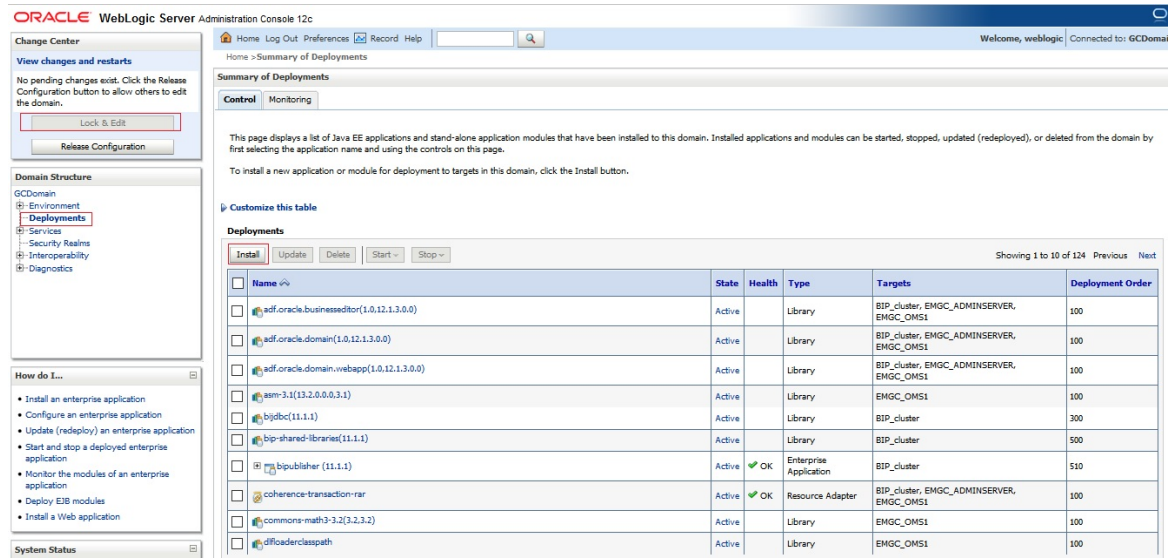 ORACLE WebLogic Server Administration Console 12c
Change Center
View changes and restarts
No pending changes exist. Click the Release
Configuration button to allow others to edit
the domain.
Lock & Edit
Release Configuration
Domain Structure
GCDomain
Environment
Deployments
Services
Security Realms
Interoperability
Diagnostics
How do I...
Install an enterprise application
Configure an enterprise application
Update (redeploy) an enterprise application
Start and stop a deployed enterprise
application
Monitor the modules of an enterprise
application
Deploy EJB modules
Install a Web application
System Status
Home Log Out Preferences Record Help
Welcome, weblogic Connected to: GCDomai
Home >Summary of Deployments
Summary of Deployments
Control Monitoring
This page displays a list of Java EE applications and stand-alone application modules that have been installed to this domain. Installed applications and modules can be started, stopped, updated (redeployed), or deleted from the domain by
first selecting the application name and using the controls on this page.
To install a new application or module for deployment to targets in this domain, click the Install button.
Customize this table
Deployments
Install Update Delete Start Stop
Showing 1 to 10 of 124 Previous Next
Name State Health Type Targets Deployment Order
adf.oracle.businesseditor(1.0,12.1.3.0.0) Active Library BIP_cluster, EMGC_ADMINSERVER, EMGC_OMS1 100
adf.oracle.domain(1.0,12.1.3.0.0) Active Library BIP_cluster, EMGC_ADMINSERVER, EMGC_OMS1 100
adf.oracle.domain.webapp(1.0,12.1.3.0.0) Active Library BIP_cluster, EMGC_ADMINSERVER, EMGC_OMS1 100
asm-3.1(13.2.0.0.0,3.1) Active Library EMGC_OMS1 100
bijdbc(11.1.1) Active Library BIP_cluster 300
bip-shared-libraries(11.1.1) Active Library BIP_cluster 500
bipublisher (11.1.1) Active OK Enterprise Application BIP_cluster 510
coherence-transaction-rar Active OK Resource Adapter BIP_cluster, EMGC_ADMINSERVER, EMGC_OMS1 100
commons-math3-3.2(3.2,3.2) Active Library EMGC_OMS1 100
dlfloaderclasspath Active Library EMGC_OMS1 100